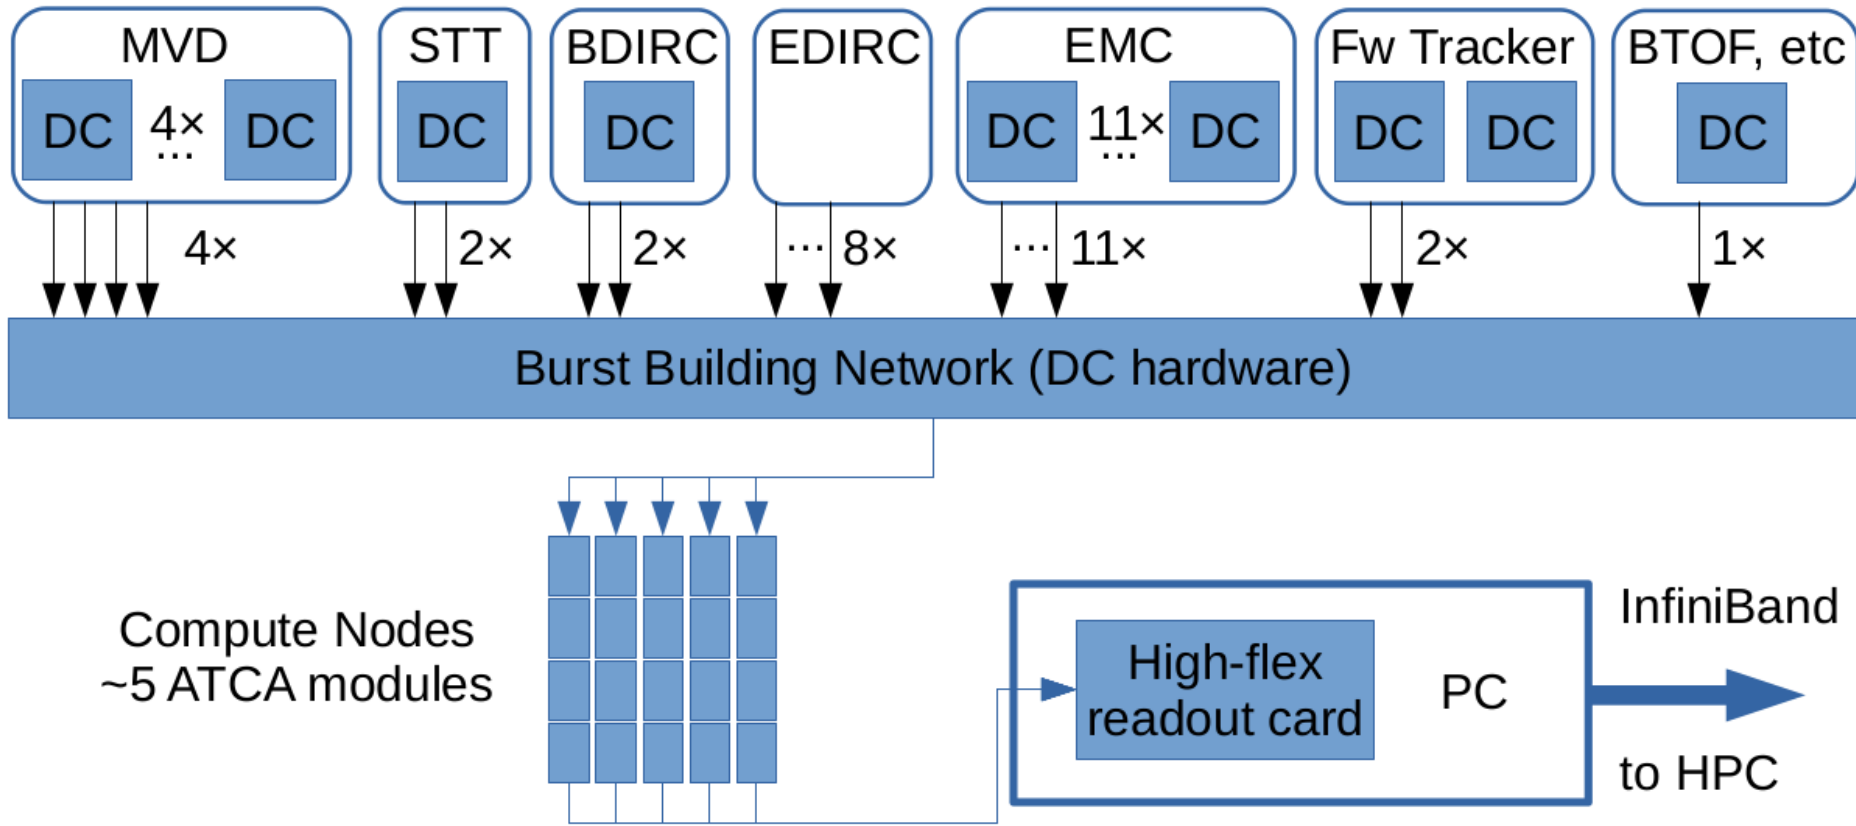 MVD
DC 4× ... DC
STT
DC
BDIRC
DC
EDIRC
EMC
DC 11× ... DC
Fw Tracker
DC DC
BTOF, etc
DC
4×
2×
2×
... 8×
... 11×
2×
1×
Burst Building Network (DC hardware)
Compute Nodes
~5 ATCA modules
High-flex
readout card
PC
InfiniBand
to HPC